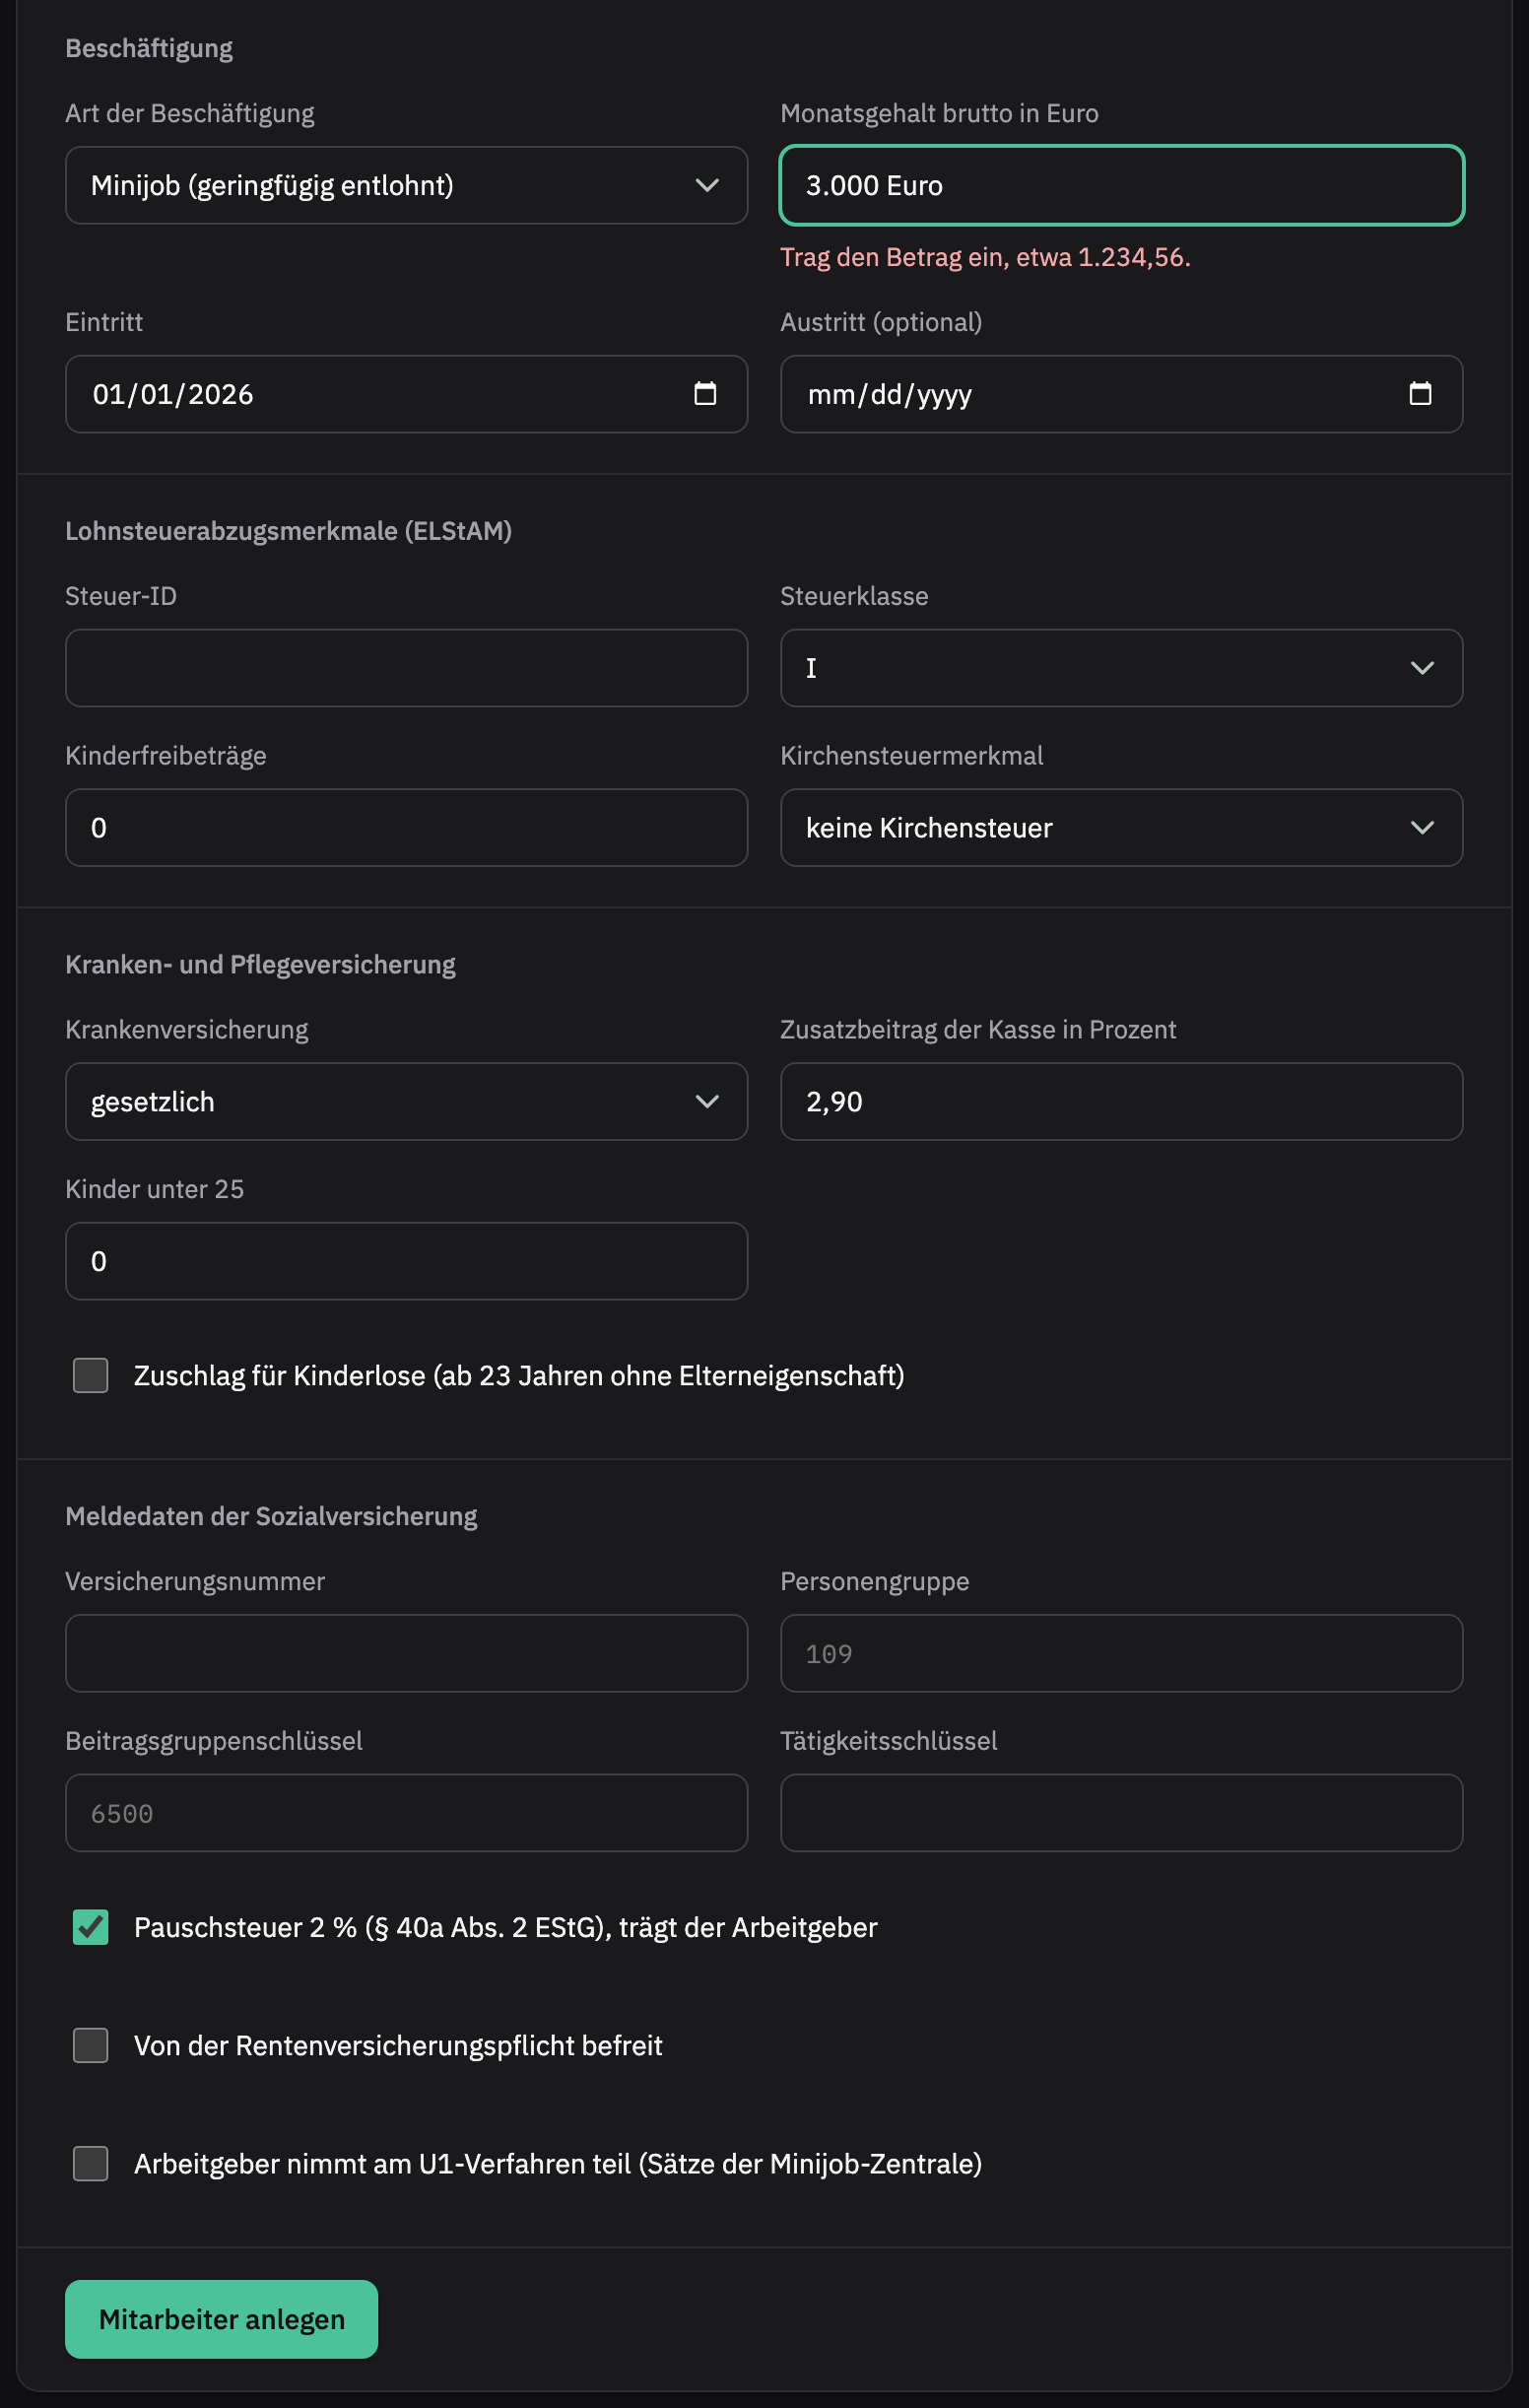 Beschäftigung
Art der Beschäftigung
Monatsgehalt brutto in Euro
Minijob (geringfügig entlohnt)
3.000 Euro
Trag den Betrag ein, etwa 1.234,56.
Eintritt
Austritt (optional)
01/01/2026
mm/dd/yyyy
Lohnsteuerabzugsmerkmale (ELStAM)
Steuer-ID
Steuerklasse
I
Kinderfreibeträge
Kirchensteuermerkmal
0
keine Kirchensteuer
Kranken- und Pflegeversicherung
Krankenversicherung
Zusatzbeitrag der Kasse in Prozent
gesetzlich
2,90
Kinder unter 25
0
Zuschlag für Kinderlose (ab 23 Jahren ohne Elterneigenschaft)
Meldedaten der Sozialversicherung
Versicherungsnummer
Personengruppe
109
Beitragsgruppenschlüssel
Tätigkeitsschlüssel
6500
Pauschsteuer 2 % (§ 40a Abs. 2 EStG), trägt der Arbeitgeber
Von der Rentenversicherungspflicht befreit
Arbeitgeber nimmt am U1-Verfahren teil (Sätze der Minijob-Zentrale)
Mitarbeiter anlegen